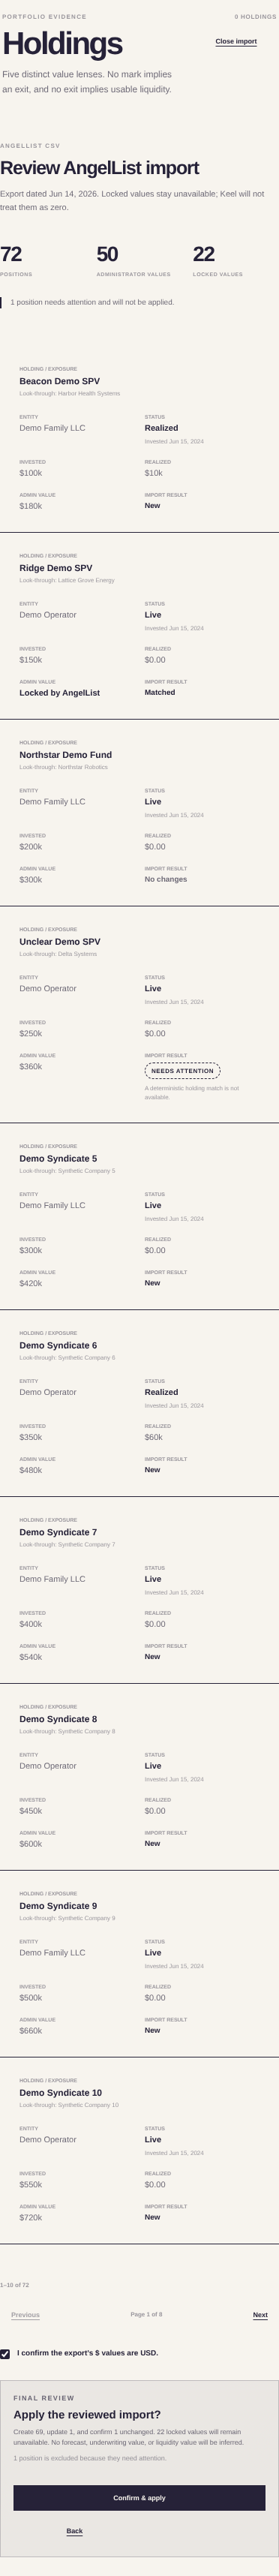 PORTFOLIO EVIDENCE
0 HOLDINGS
Holdings
Close import
Five distinct value lenses. No mark implies
an exit, and no exit implies usable liquidity.
ANGELLIST CSV
Review AngelList import
Export dated Jun 14, 2026. Locked values stay unavailable; Keel will not
treat them as zero.
72 50 22
POSITIONS ADMINISTRATOR VALUES LOCKED VALUES
1 position needs attention and will not be applied.
HOLDING / EXPOSURE
Beacon Demo SPV
Look-through: Harbor Health Systems
ENTITY STATUS
Demo Family LLC Realized
Invested Jun 15, 2024
INVESTED REALIZED
$100k $10k
ADMIN VALUE IMPORT RESULT
$180k New
HOLDING / EXPOSURE
Ridge Demo SPV
Look-through: Lattice Grove Energy
ENTITY STATUS
Demo Operator Live
Invested Jun 15, 2024
INVESTED REALIZED
$150k $0.00
ADMIN VALUE IMPORT RESULT
Locked by AngelList Matched
HOLDING / EXPOSURE
Northstar Demo Fund
Look-through: Northstar Robotics
ENTITY STATUS
Demo Family LLC Live
Invested Jun 15, 2024
INVESTED REALIZED
$200k $0.00
ADMIN VALUE IMPORT RESULT
$300k No changes
HOLDING / EXPOSURE
Unclear Demo SPV
Look-through: Delta Systems
ENTITY STATUS
Demo Operator Live
Invested Jun 15, 2024
INVESTED REALIZED
$250k $0.00
ADMIN VALUE IMPORT RESULT
$360k NEEDS ATTENTION
A deterministic holding match is not
available.
HOLDING / EXPOSURE
Demo Syndicate 5
Look-through: Synthetic Company 5
ENTITY STATUS
Demo Family LLC Live
Invested Jun 15, 2024
INVESTED REALIZED
$300k $0.00
ADMIN VALUE IMPORT RESULT
$420k New
HOLDING / EXPOSURE
Demo Syndicate 6
Look-through: Synthetic Company 6
ENTITY STATUS
Demo Operator Realized
Invested Jun 15, 2024
INVESTED REALIZED
$350k $60k
ADMIN VALUE IMPORT RESULT
$480k New
HOLDING / EXPOSURE
Demo Syndicate 7
Look-through: Synthetic Company 7
ENTITY STATUS
Demo Family LLC Live
Invested Jun 15, 2024
INVESTED REALIZED
$400k $0.00
ADMIN VALUE IMPORT RESULT
$540k New
HOLDING / EXPOSURE
Demo Syndicate 8
Look-through: Synthetic Company 8
ENTITY STATUS
Demo Operator Live
Invested Jun 15, 2024
INVESTED REALIZED
$450k $0.00
ADMIN VALUE IMPORT RESULT
$600k New
HOLDING / EXPOSURE
Demo Syndicate 9
Look-through: Synthetic Company 9
ENTITY STATUS
Demo Family LLC Live
Invested Jun 15, 2024
INVESTED REALIZED
$500k $0.00
ADMIN VALUE IMPORT RESULT
$660k New
HOLDING / EXPOSURE
Demo Syndicate 10
Look-through: Synthetic Company 10
ENTITY STATUS
Demo Operator Live
Invested Jun 15, 2024
INVESTED REALIZED
$550k $0.00
ADMIN VALUE IMPORT RESULT
$720k New
1–10 of 72
Previous Page 1 of 8 Next
I confirm the export's $ values are USD.
FINAL REVIEW
Apply the reviewed import?
Create 69, update 1, and confirm 1 unchanged. 22 locked values will remain
unavailable. No forecast, underwriting value, or liquidity value will be inferred.
1 position is excluded because they need attention.
Confirm & apply
Back